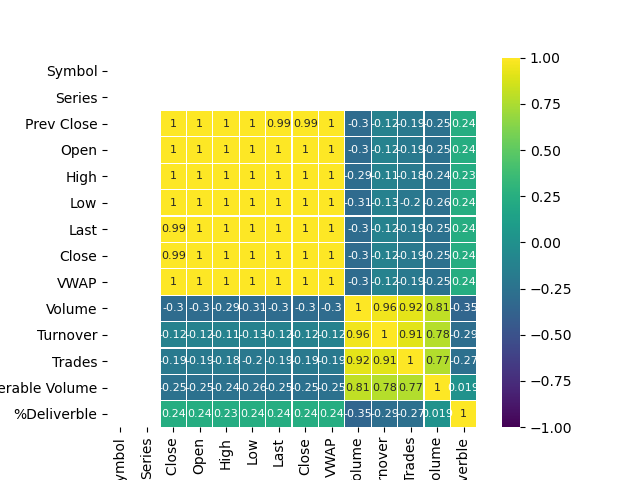 Symbol
Series
Prev Close 1 1 1 1 0.99 0.99 1 -0.3 -0.12 -0.19 -0.25 0.24
Open 1 1 1 1 1 1 1 -0.3 -0.12 -0.19 -0.25 0.24
High 1 1 1 1 1 1 1 -0.29 -0.11 -0.18 -0.24 0.23
Low 1 1 1 1 1 1 1 -0.31 -0.13 -0.2 -0.26 0.24
Last 0.99 1 1 1 1 1 1 -0.3 -0.12 -0.19 -0.25 0.24
Close 0.99 1 1 1 1 1 1 -0.3 -0.12 -0.19 -0.25 0.24
VWAP 1 1 1 1 1 1 1 -0.3 -0.12 -0.19 -0.25 0.24
Volume -0.3 -0.3 -0.29 -0.31 -0.3 -0.3 -0.3 1 0.96 0.92 0.81 -0.35
Turnover -0.12 -0.12 -0.11 -0.13 -0.12 -0.12 -0.12 0.96 1 0.91 0.78 -0.29
Trades -0.19 -0.19 -0.18 -0.2 -0.19 -0.19 -0.19 0.92 0.91 1 0.77 -0.27
erable Volume -0.25 -0.25 -0.24 -0.26 -0.25 -0.25 -0.25 0.81 0.78 0.77 1 0.019
%Deliverble 0.24 0.24 0.23 0.24 0.24 0.24 0.24 -0.35 -0.29 -0.27 0.019 1
ymbol
Series
Close
Open
High
Low
Last
Close
VWAP
olume
rnover
Trades
olume
verble
1.00
0.75
0.50
0.25
0.00
−0.25
−0.50
−0.75
−1.00